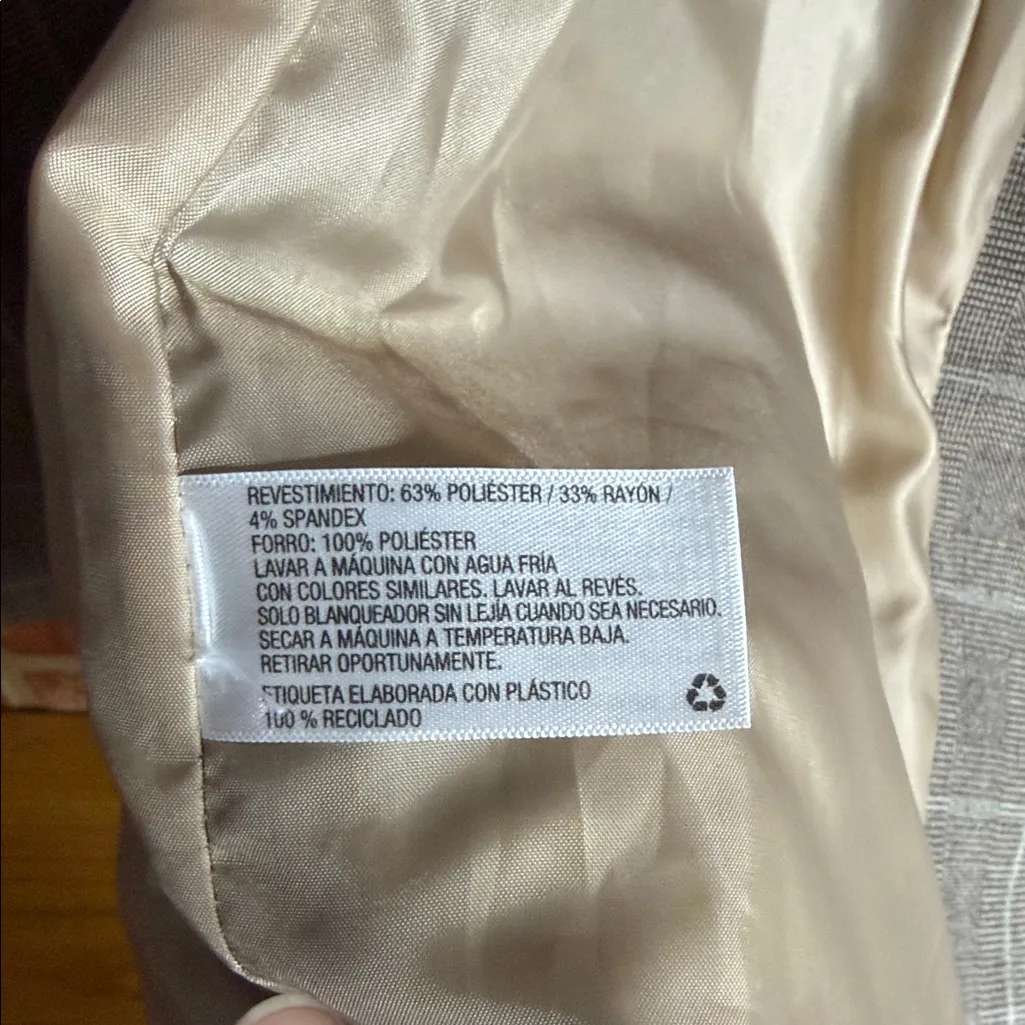 REVESTIMIENTO: 63% POLIÉSTER / 33% RAYÓN /
4% SPANDEX
FORRO: 100% POLIÉSTER
LAVAR A MÁQUINA CON AGUA FRÍA
CON COLORES SIMILARES. LAVAR AL REVÉS.
SOLO BLANQUEADOR SIN LEJÍA CUANDO SEA NECESARIO.
SECAR A MÁQUINA A TEMPERATURA BAJA.
RETIRAR OPORTUNAMENTE.
ETIQUETA ELABORADA CON PLÁSTICO
100 % RECICLADO